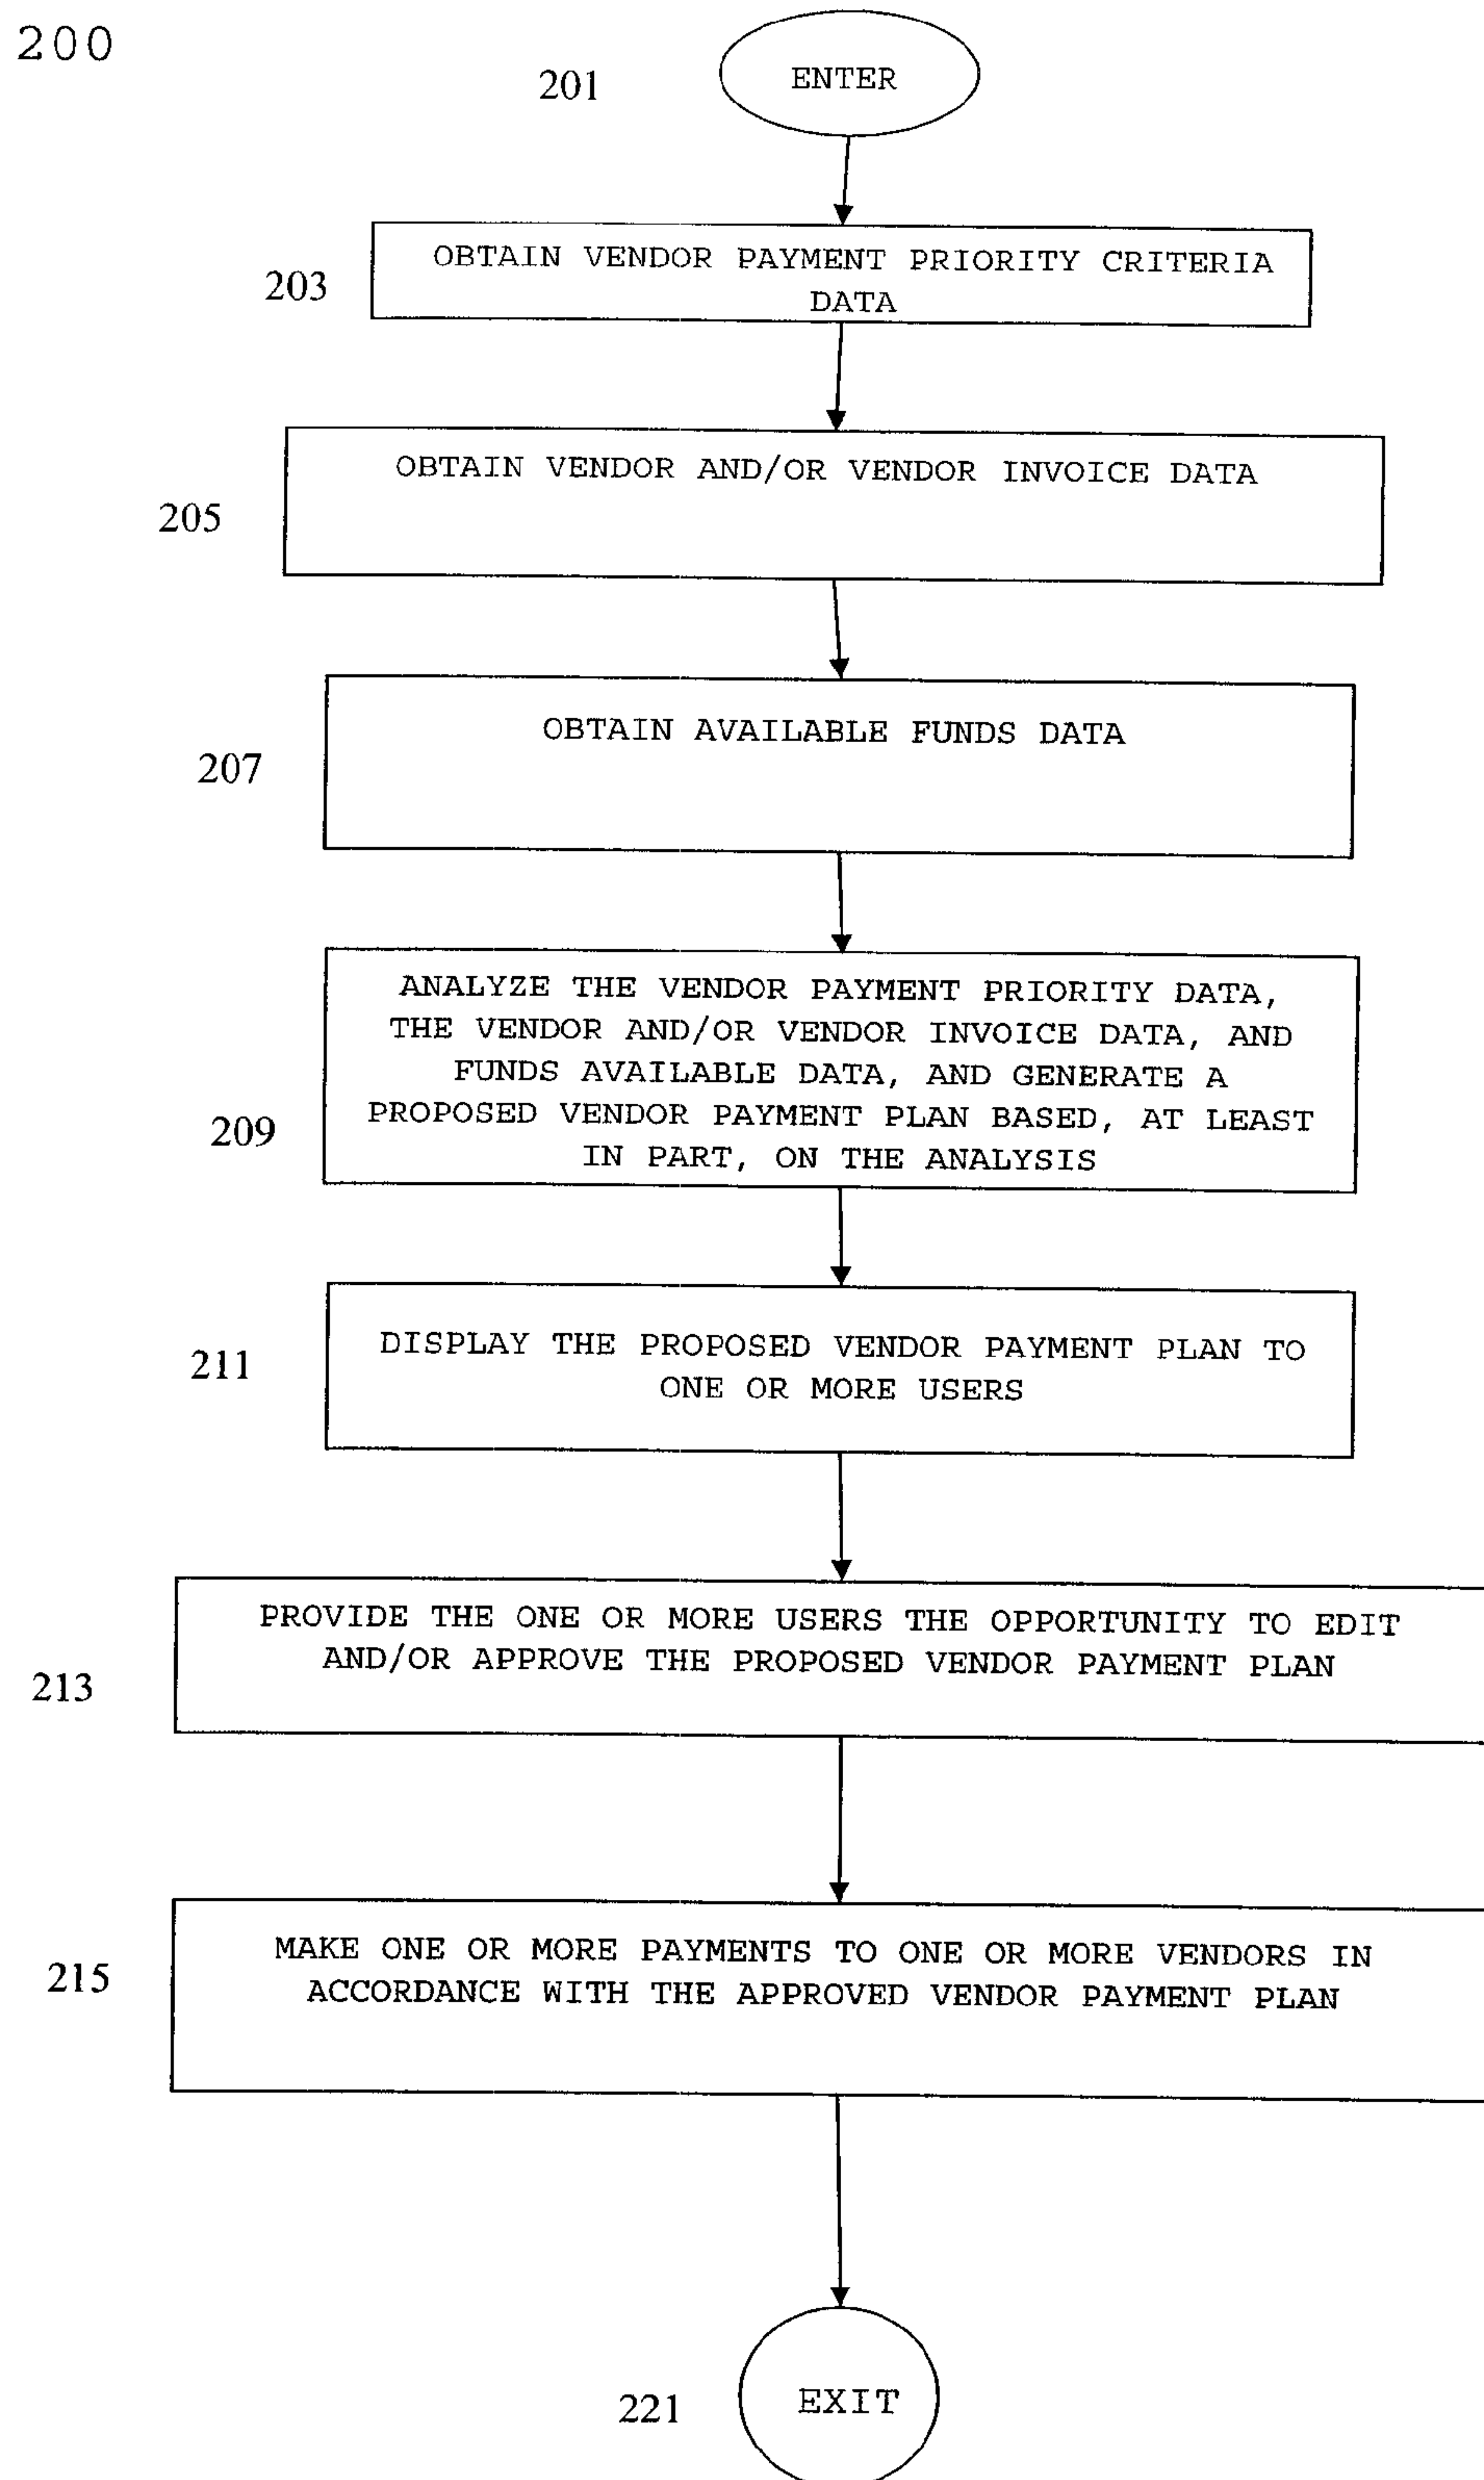 200
201
ENTER
203
OBTAIN VENDOR PAYMENT PRIORITY CRITERIA
DATA
205
OBTAIN VENDOR AND/OR VENDOR INVOICE DATA
207
OBTAIN AVAILABLE FUNDS DATA
209
ANALYZE THE VENDOR PAYMENT PRIORITY DATA,
THE VENDOR AND/OR VENDOR INVOICE DATA, AND
FUNDS AVAILABLE DATA, AND GENERATE A
PROPOSED VENDOR PAYMENT PLAN BASED, AT LEAST
IN PART, ON THE ANALYSIS
211
DISPLAY THE PROPOSED VENDOR PAYMENT PLAN TO
ONE OR MORE USERS
213
PROVIDE THE ONE OR MORE USERS THE OPPORTUNITY TO EDIT
AND/OR APPROVE THE PROPOSED VENDOR PAYMENT PLAN
215
MAKE ONE OR MORE PAYMENTS TO ONE OR MORE VENDORS IN
ACCORDANCE WITH THE APPROVED VENDOR PAYMENT PLAN
221
EXIT